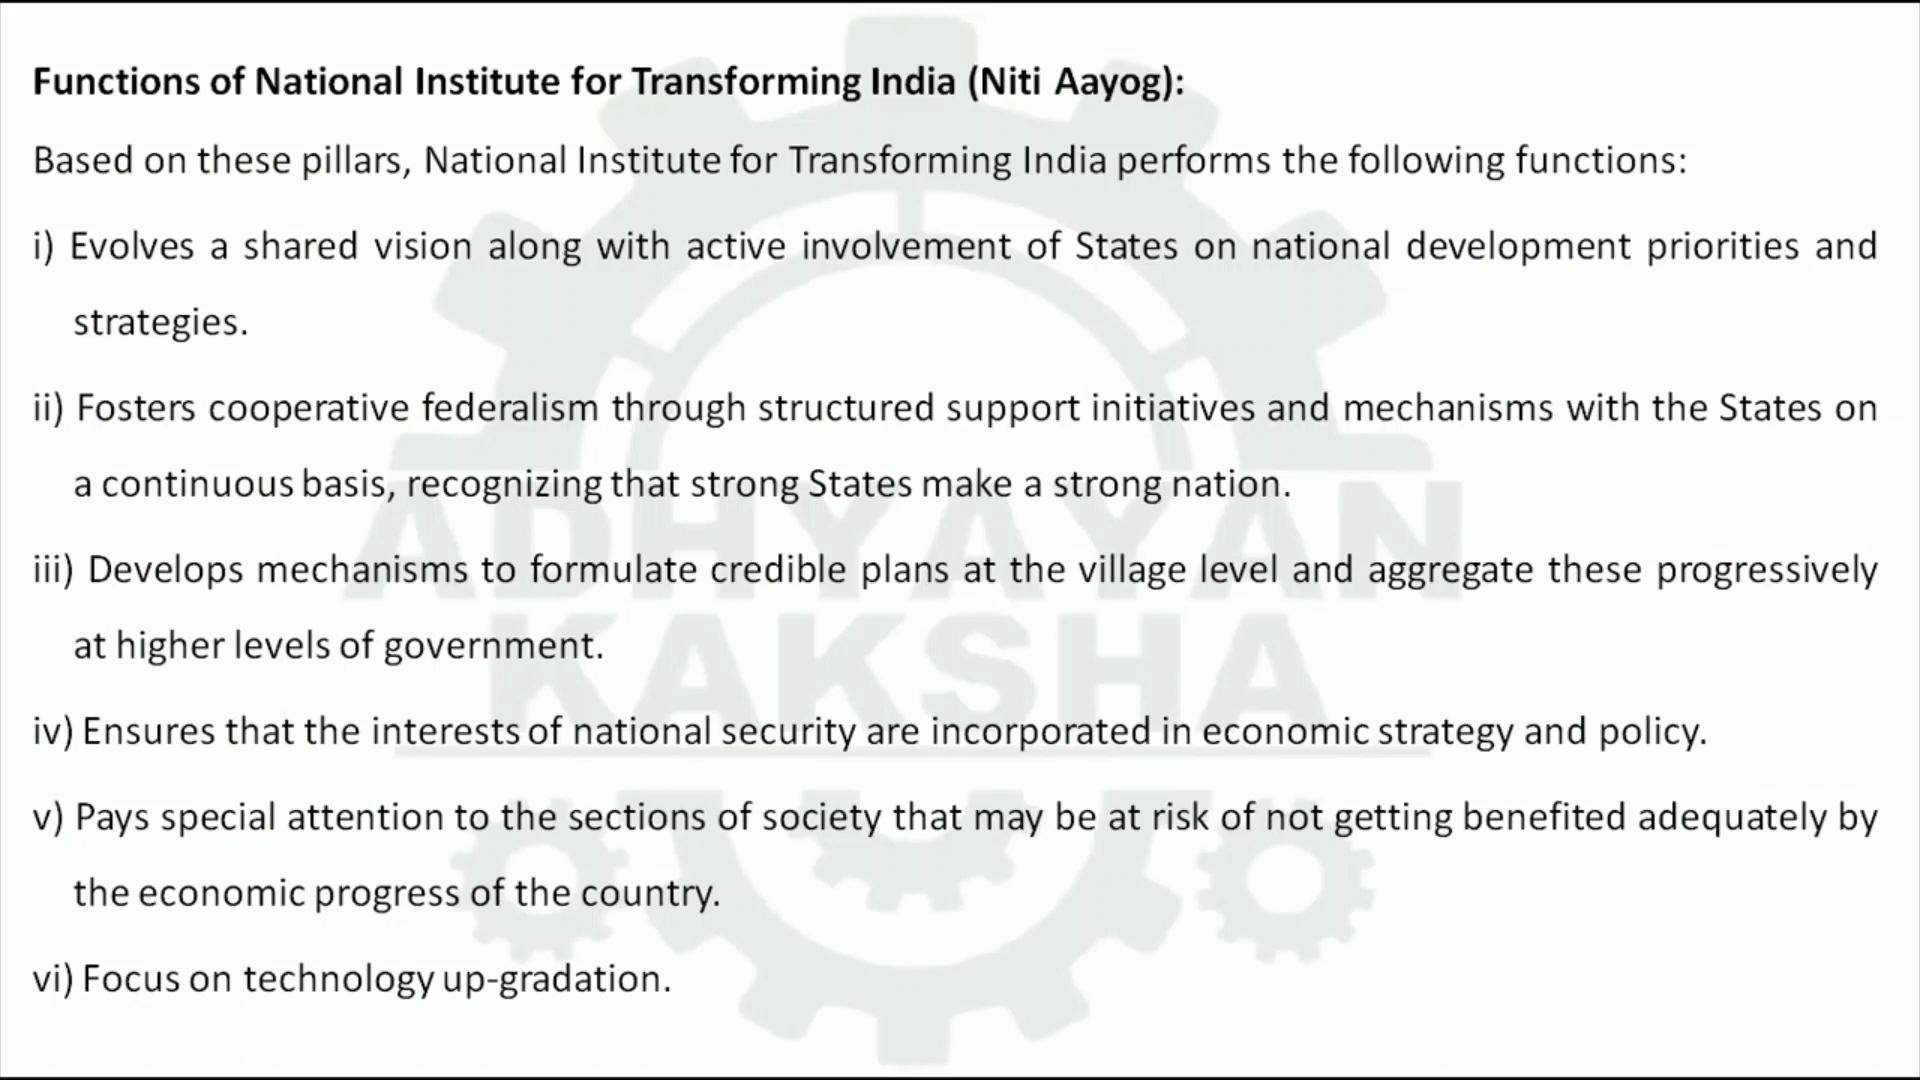 Functions of National Institute for Transforming India (Niti Aayog):
Based on these pillars, National Institute for Transforming India performs the following functions:
i) Evolves a shared vision along with active involvement of States on national development priorities and
strategies.
ii) Fosters cooperative federalism through structured support initiatives and mechanisms with the States on
a continuous basis, recognizing that strong States make a strong nation.
iii) Develops mechanisms to formulate credible plans at the village level and aggregate these progressively
at higher levels of government.
iv) Ensures that the interests of national security are incorporated in economic strategy and policy.
v) Pays special attention to the sections of society that may be at risk of not getting benefited adequately by
the economic progress of the country.
vi) Focus on technology up-gradation.
ADHYAYAN
KAKSHA